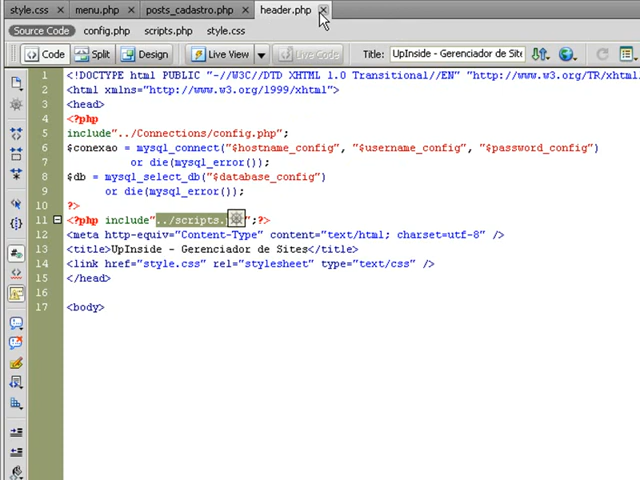 style.css menu.php posts_cadastro.php header.php
Source Code config.php scripts.php style.css
Code Split Design Live View Live Code Title: UpInside - Gerenciador de Sites
1 <!DOCTYPE html PUBLIC "-//W3C//DTD XHTML 1.0 Transitional//EN" "http://www.w3.org/TR/xhtml
2 <html xmlns="http://www.w3.org/1999/xhtml">
3 <head>
4 <?php
5 include"../Connections/config.php";
6 $conexao = mysql_connect("$hostname_config", "$username_config", "$password_config")
7 or die(mysql_error());
8 $db = mysql_select_db("$database_config")
9 or die(mysql_error());
10 ?>
11 <?php include"../scripts. ";?>
12 <meta http-equiv="Content-Type" content="text/html; charset=utf-8" />
13 <title>UpInside - Gerenciador de Sites</title>
14 <link href="style.css" rel="stylesheet" type="text/css" />
15 </head>
16
17 <body>